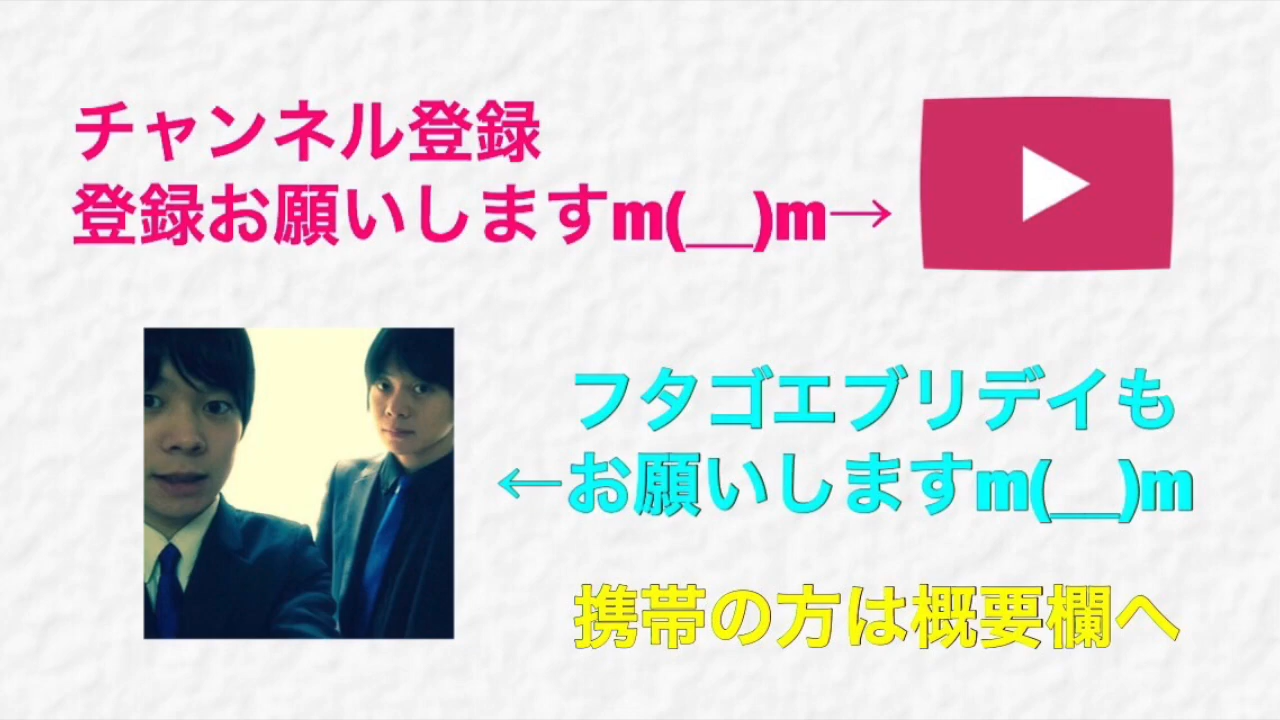 チャンネル登録
登録お願いしますm(__)m→
フタゴエブリデイも
←お願いしますm(__)m
携帯の方は概要欄へ